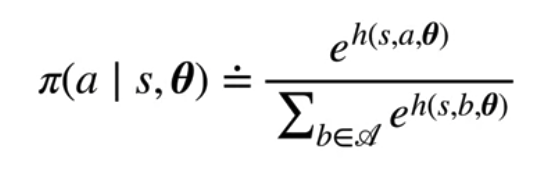 π(a | s, θ) ≐ e^{h(s,a,θ)} / ∑_{b∈𝒜} e^{h(s,b,θ)}